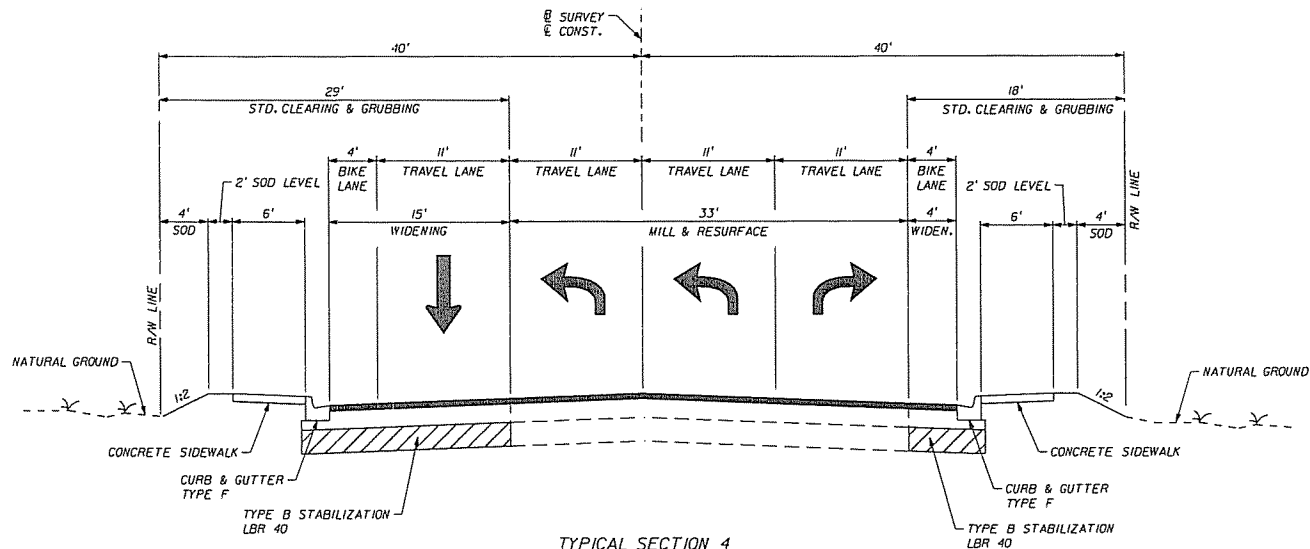 ℄ SURVEY
℄ CONST.
40' 40'
29' 18'
STD. CLEARING & GRUBBING STD. CLEARING & GRUBBING
4' 11' 11' 11' 11' 4'
BIKE LANE TRAVEL LANE TRAVEL LANE TRAVEL LANE TRAVEL LANE BIKE LANE
2' SOD LEVEL 2' SOD LEVEL
4' 6' 15' 33' 4' 6' 4'
SOD WIDENING MILL & RESURFACE WIDEN. SOD
R/W LINE R/W LINE
NATURAL GROUND NATURAL GROUND
1:2 1:2
CONCRETE SIDEWALK CONCRETE SIDEWALK
CURB & GUTTER CURB & GUTTER
TYPE F TYPE F
TYPE B STABILIZATION TYPE B STABILIZATION
LBR 40 LBR 40
TYPICAL SECTION 4